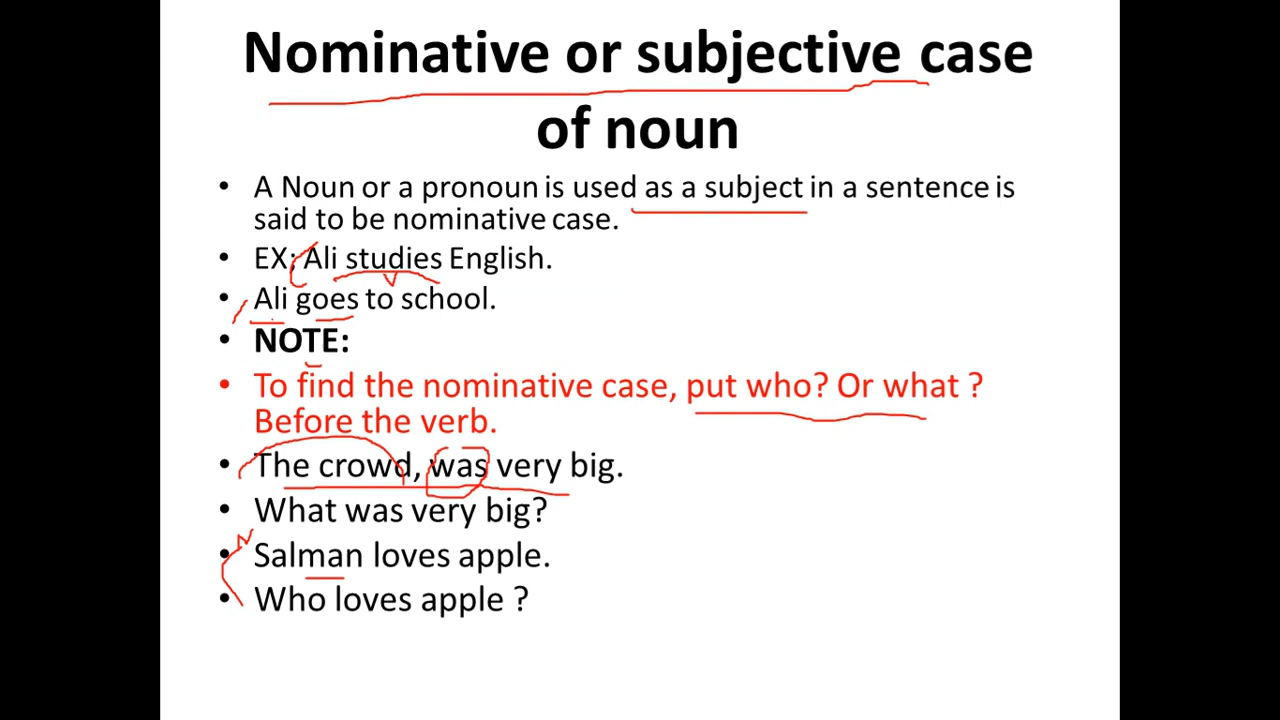 Nominative or subjective case
of noun
• A Noun or a pronoun is used as a subject in a sentence is
said to be nominative case.
• EX; Ali studies English.
V
• Ali goes to school.
• NOTE:
• To find the nominative case, put who? Or what ?
Before the verb.
• The crowd, was very big.
• What was very big?
N
• Salman loves apple.
• Who loves apple ?